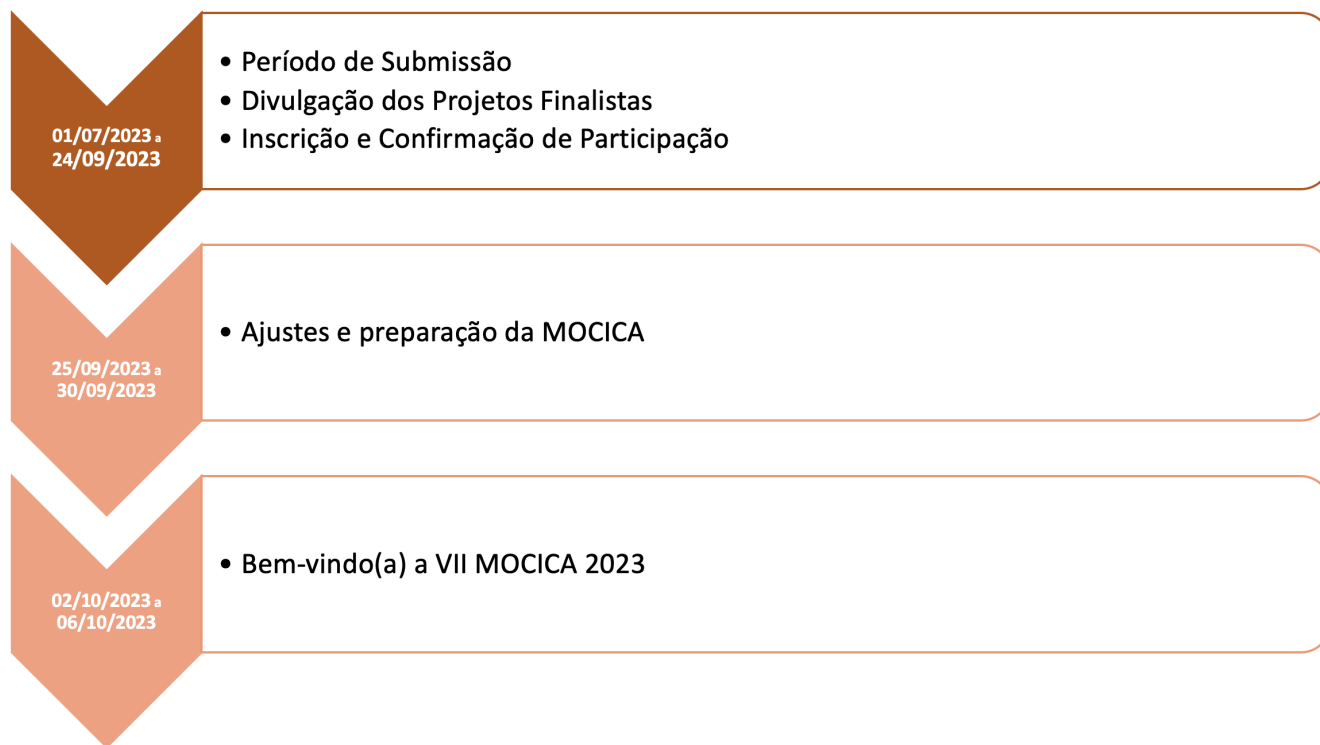 01/07/2023 a
24/09/2023
• Período de Submissão
• Divulgação dos Projetos Finalistas
• Inscrição e Confirmação de Participação
25/09/2023 a
30/09/2023
• Ajustes e preparação da MOCICA
02/10/2023 a
06/10/2023
• Bem-vindo(a) a VII MOCICA 2023